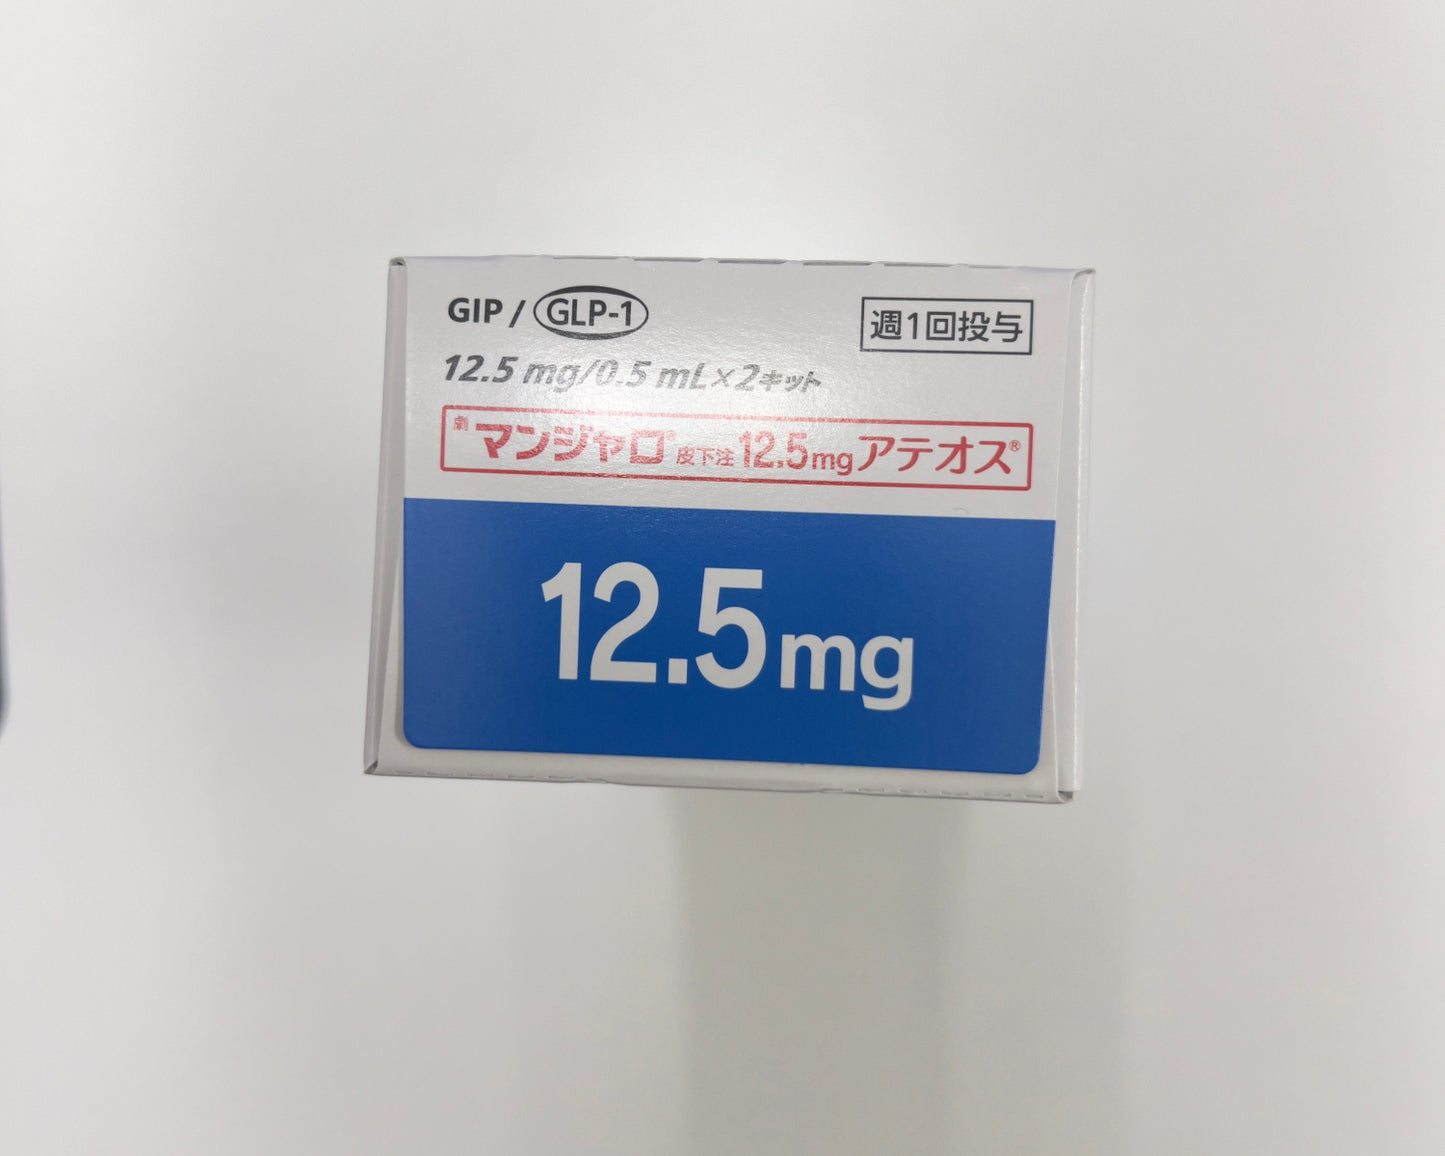 GIP / GLP-1
週1回投与
12.5 mg/0.5 mL×2キット
劇 マンジャロ® 皮下注 12.5mg アテオス®
12.5mg